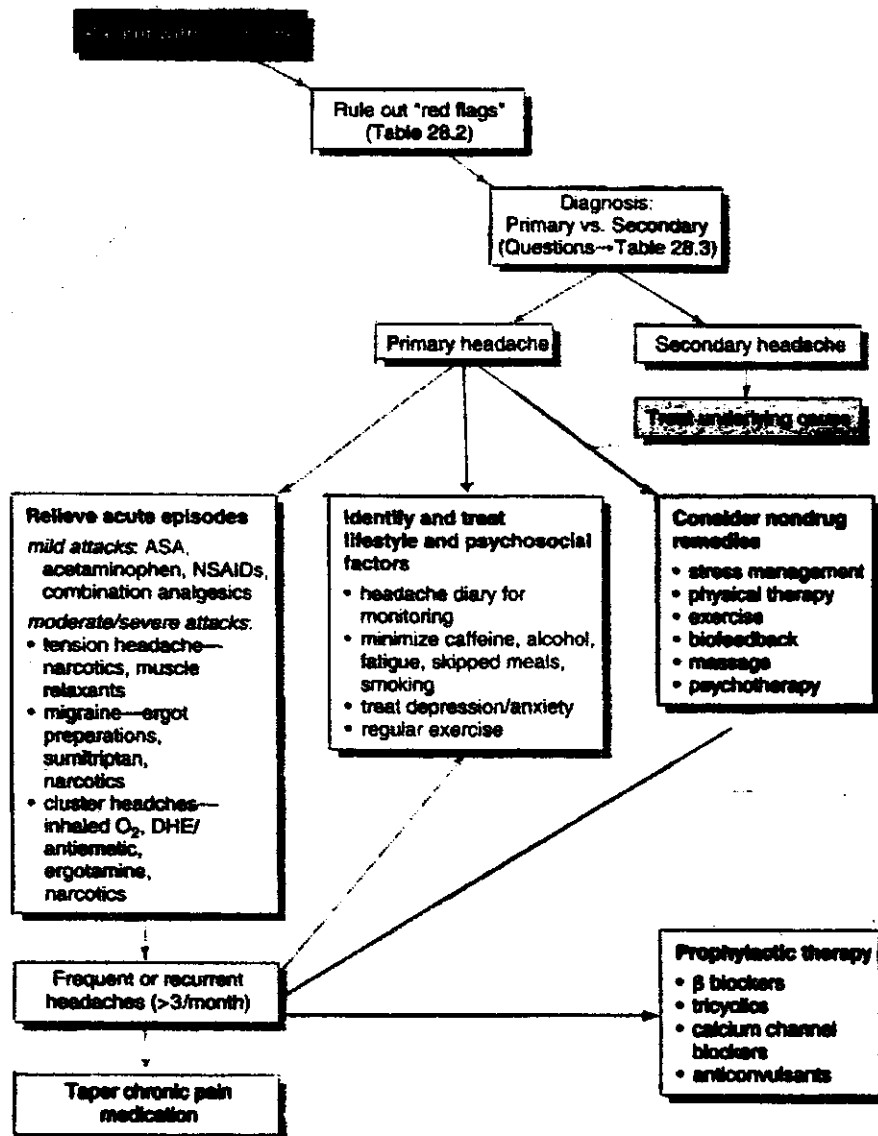 Rule out "red flags"
(Table 28.2)
Diagnosis:
Primary vs. Secondary
(Questions→Table 28.3)
Primary headache
Secondary headache
Treat underlying cause
Relieve acute episodes
mild attacks: ASA,
acetaminophen, NSAIDs,
combination analgesics
moderate/severe attacks:
• tension headache—
narcotics, muscle
relaxants
• migraine—ergot
preparations,
sumitriptan,
narcotics
• cluster headches—
inhaled O₂, DHE/
antiemetic,
ergotamine,
narcotics
Identify and treat
lifestyle and psychosocial
factors
• headache diary for
monitoring
• minimize caffeine, alcohol,
fatigue, skipped meals,
smoking
• treat depression/anxiety
• regular exercise
Consider nondrug
remedies
• stress management
• physical therapy
• exercise
• biofeedback
• massage
• psychotherapy
Frequent or recurrent
headaches (>3/month)
Taper chronic pain
medication
Prophylactic therapy
• β blockers
• tricyclics
• calcium channel
blockers
• anticonvulsants